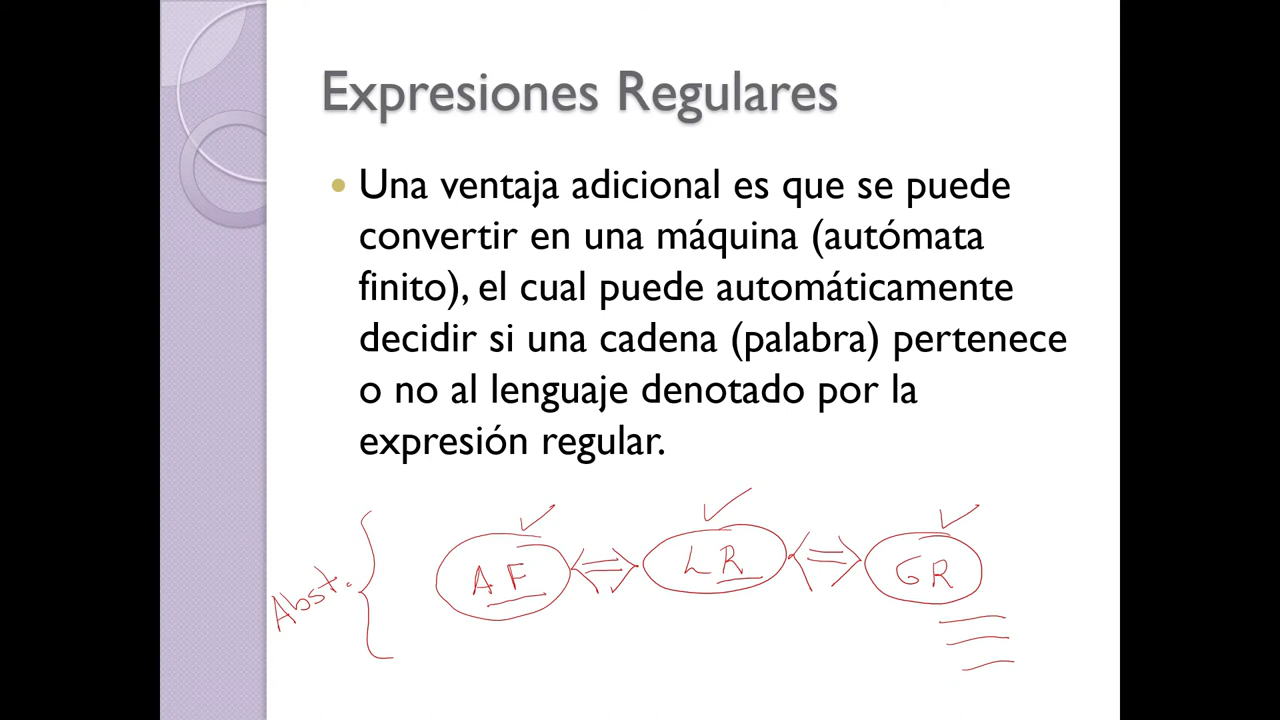 Expresiones Regulares
Una ventaja adicional es que se puede
convertir en una máquina (autómata
finito), el cual puede automáticamente
decidir si una cadena (palabra) pertenece
o no al lenguaje denotado por la
expresión regular.
Abst. AF LR GR